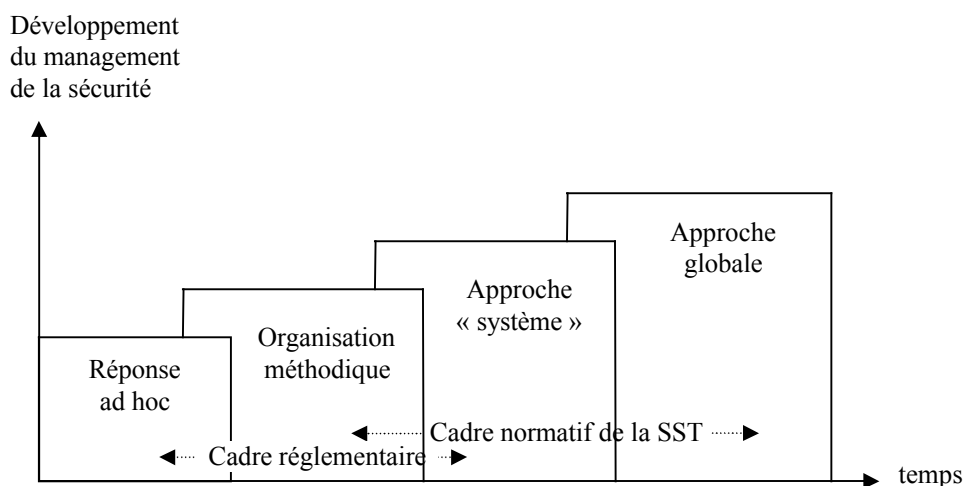 Développement
du management
de la sécurité
Approche
globale
Approche
« système »
Organisation
méthodique
Réponse
ad hoc
Cadre normatif de la SST
Cadre réglementaire
temps